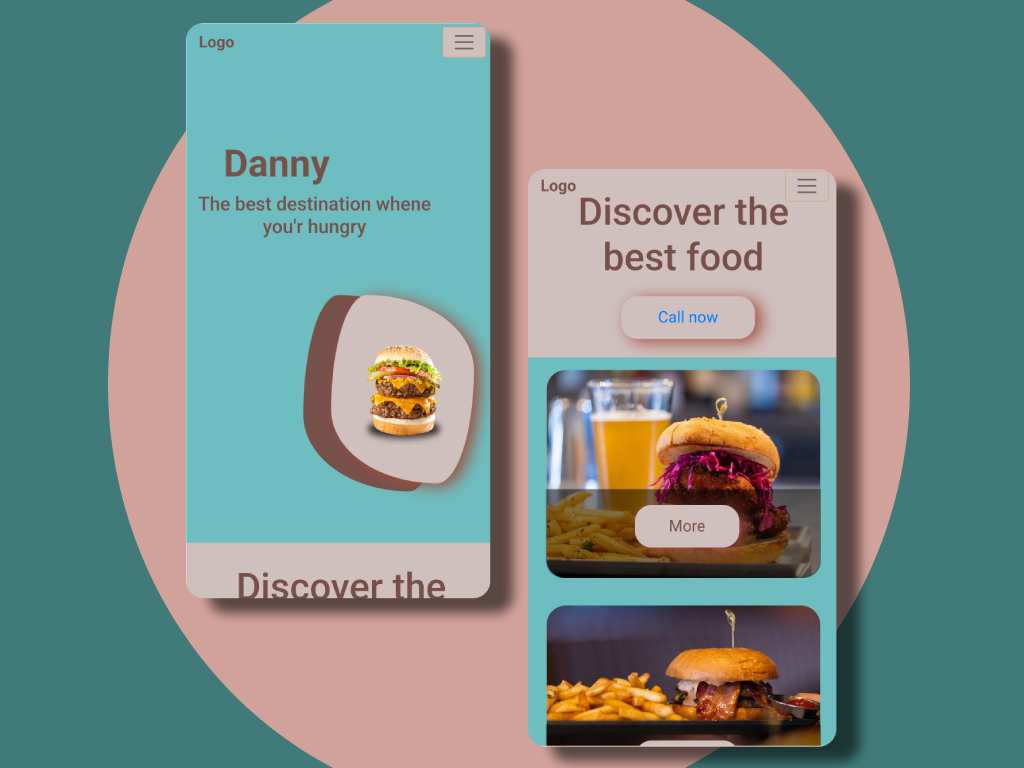 Logo
Danny
The best destination whene
you'r hungry
Discover the
Logo
Discover the
best food
Call now
More